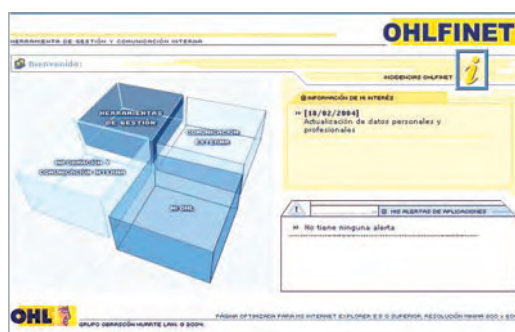 HERRAMIENTA DE GESTIÓN Y COMUNICACIÓN INTERNA
OHLFINET
Bienvenido:
INCIDENCIAS OHLFINET
i
HERRAMIENTAS
DE GESTIÓN
COMUNICACIÓN
EXTERNA
INFORMACIÓN Y
COMUNICACIÓN INTERNA
MI OHL
INFORMACIÓN DE MI INTERÉS
[18/02/2004]
Actualización de datos personales y
profesionales
!
MIS ALERTAS DE APLICACIONES
No tiene ninguna alerta
OHL
GRUPO OBRASCÓN HUARTE LAIN. @ 2004.
PÁGINA OPTIMIZADA PARA MS INTERNET EXPLORER 5.5 O SUPERIOR, RESOLUCIÓN MÍNIMA 800 x 600